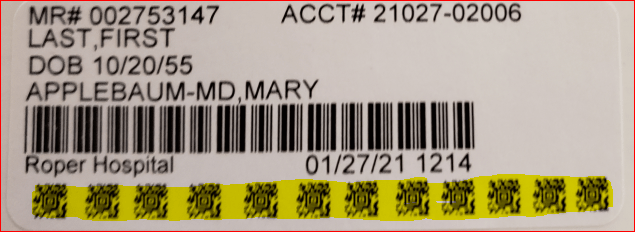 MR# 002753147 ACCT# 21027-02006
LAST,FIRST
DOB 10/20/55
APPLEBAUM-MD,MARY
Roper Hospital 01/27/21 1214